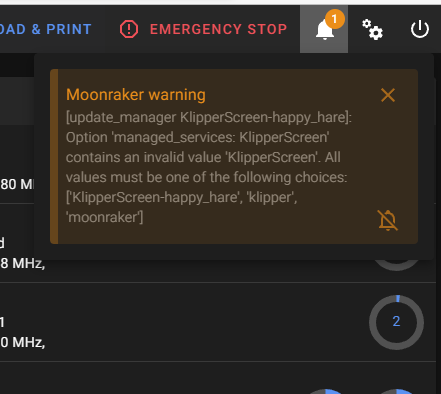 OAD & PRINT
EMERGENCY STOP
1
Moonraker warning
[update_manager KlipperScreen-happy_hare]:
Option 'managed_services: KlipperScreen'
contains an invalid value 'KlipperScreen'. All
values must be one of the following choices:
['KlipperScreen-happy_hare', 'klipper',
'moonraker']
80 M
d
8 MHz,
1
0 MHz,
2